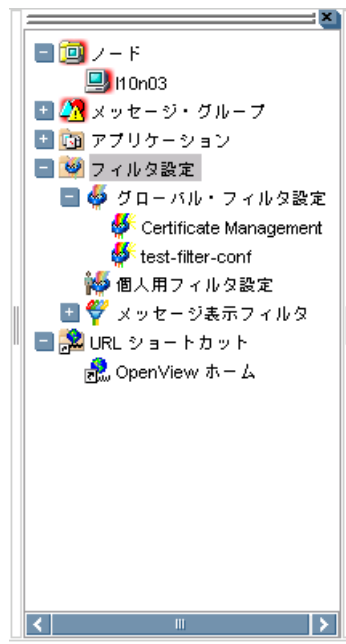 ノード
l10n03
メッセージ・グループ
アプリケーション
フィルタ設定
グローバル・フィルタ設定
Certificate Management
test-filter-conf
個人用フィルタ設定
メッセージ表示フィルタ
URL ショートカット
OpenView ホーム